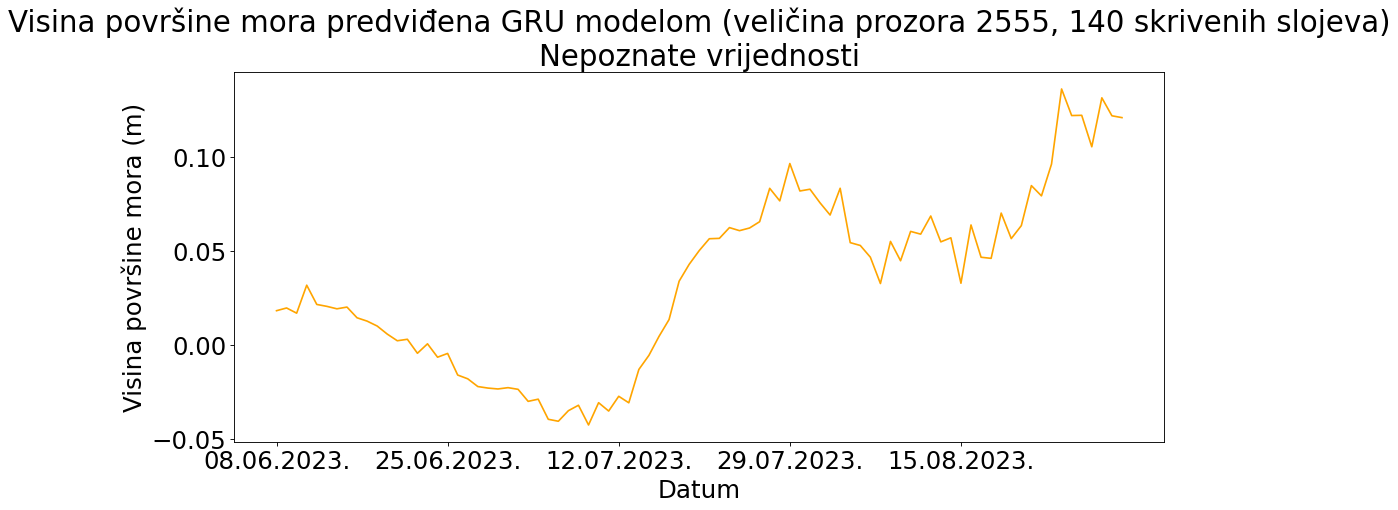 Visina površine mora predviđena GRU modelom (veličina prozora 2555, 140 skrivenih slojeva)
Nepoznate vrijednosti
Visina površine mora (m)
0.10
0.05
0.00
−0.05
08.06.2023.
25.06.2023.
12.07.2023.
29.07.2023.
15.08.2023.
Datum